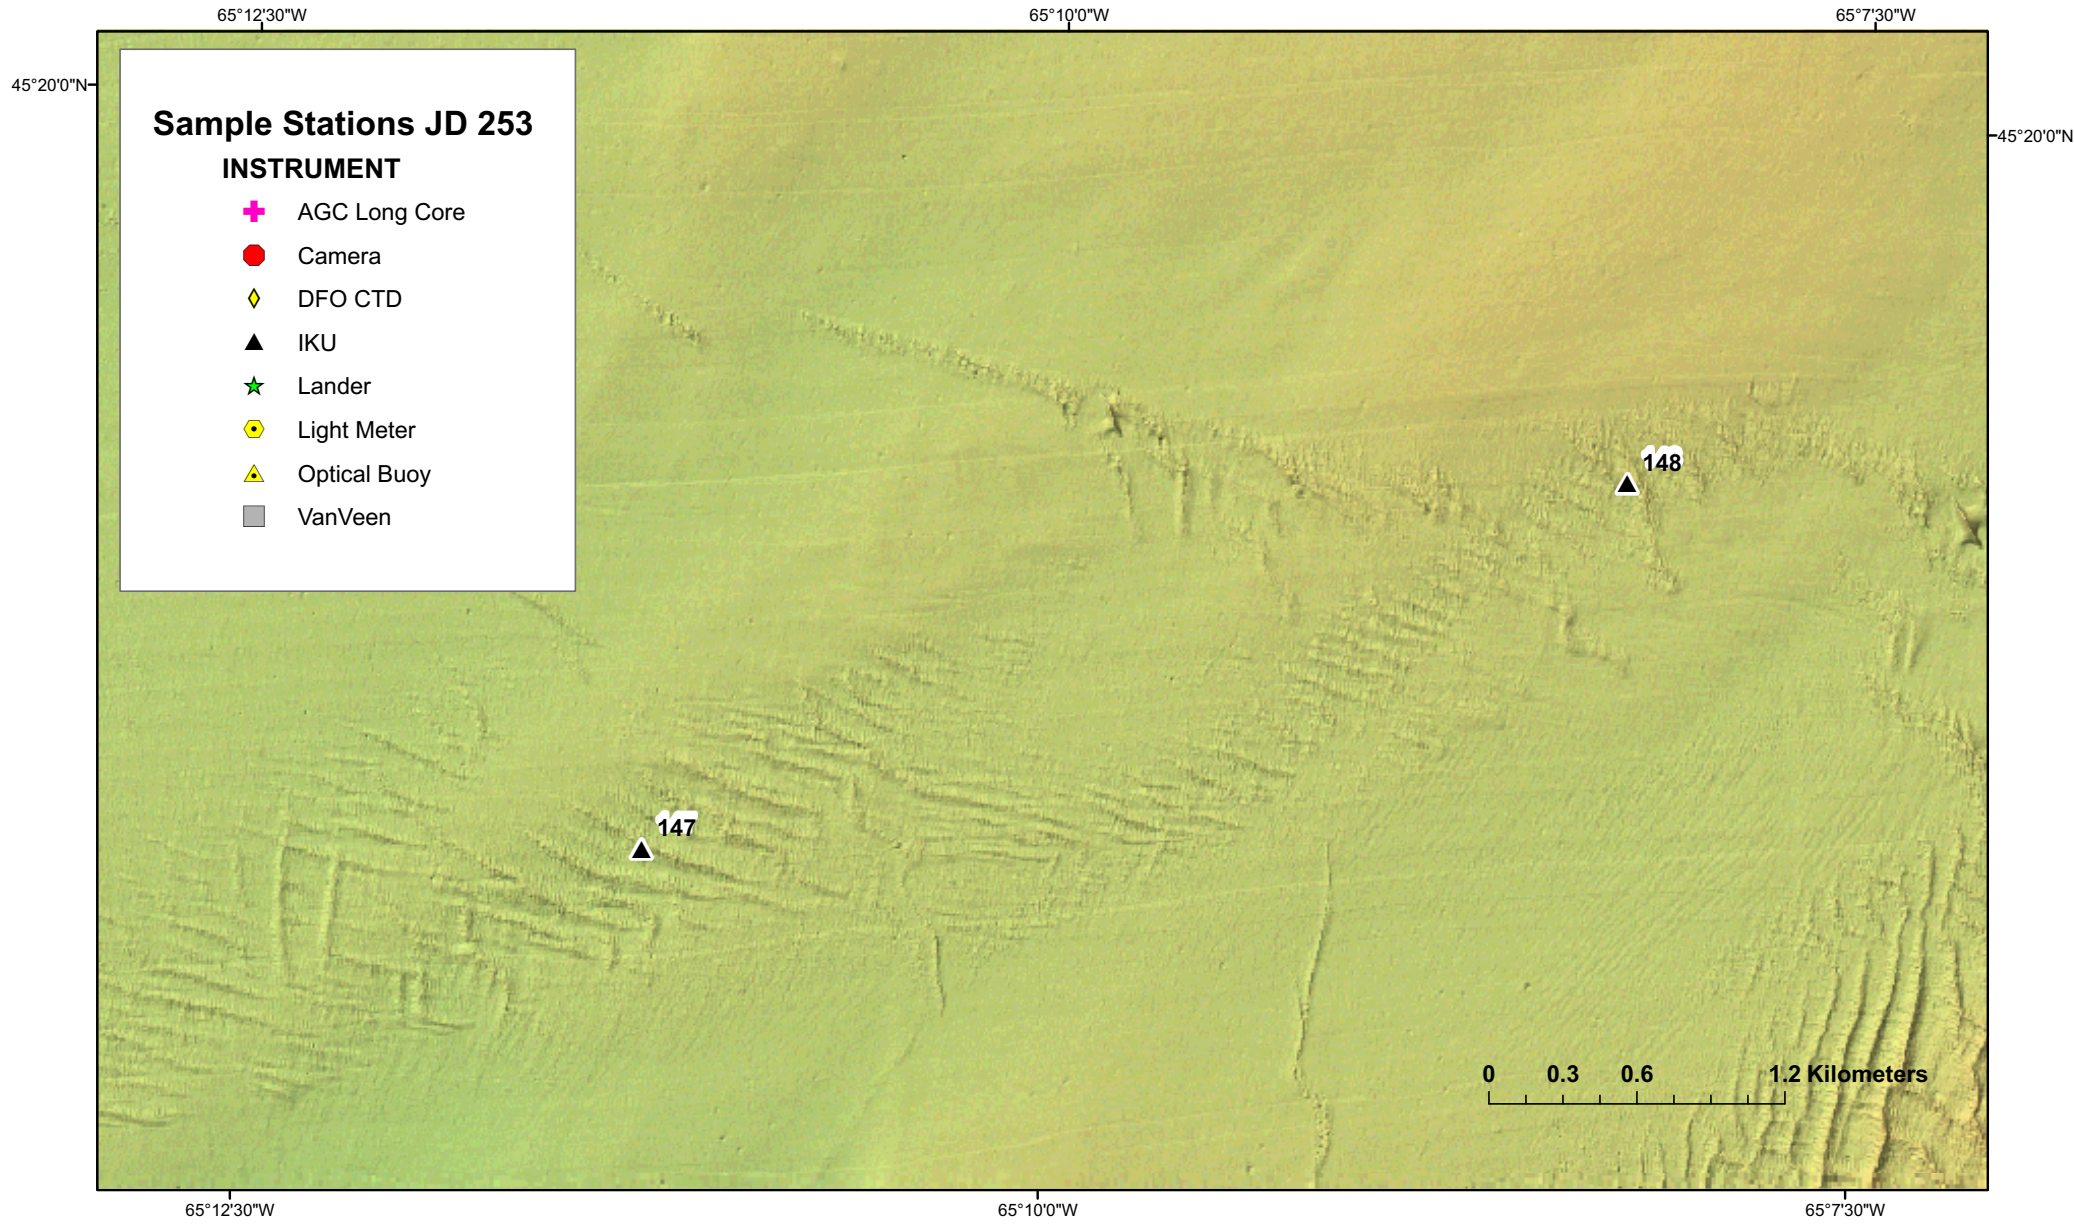 65°12'30"W
65°10'0"W
65°7'30"W
45°20'0"N
45°20'0"N
Sample Stations JD 253
INSTRUMENT
AGC Long Core
Camera
DFO CTD
IKU
Lander
Light Meter
Optical Buoy
VanVeen
148
147
0 0.3 0.6 1.2 Kilometers
65°12'30"W
65°10'0"W
65°7'30"W